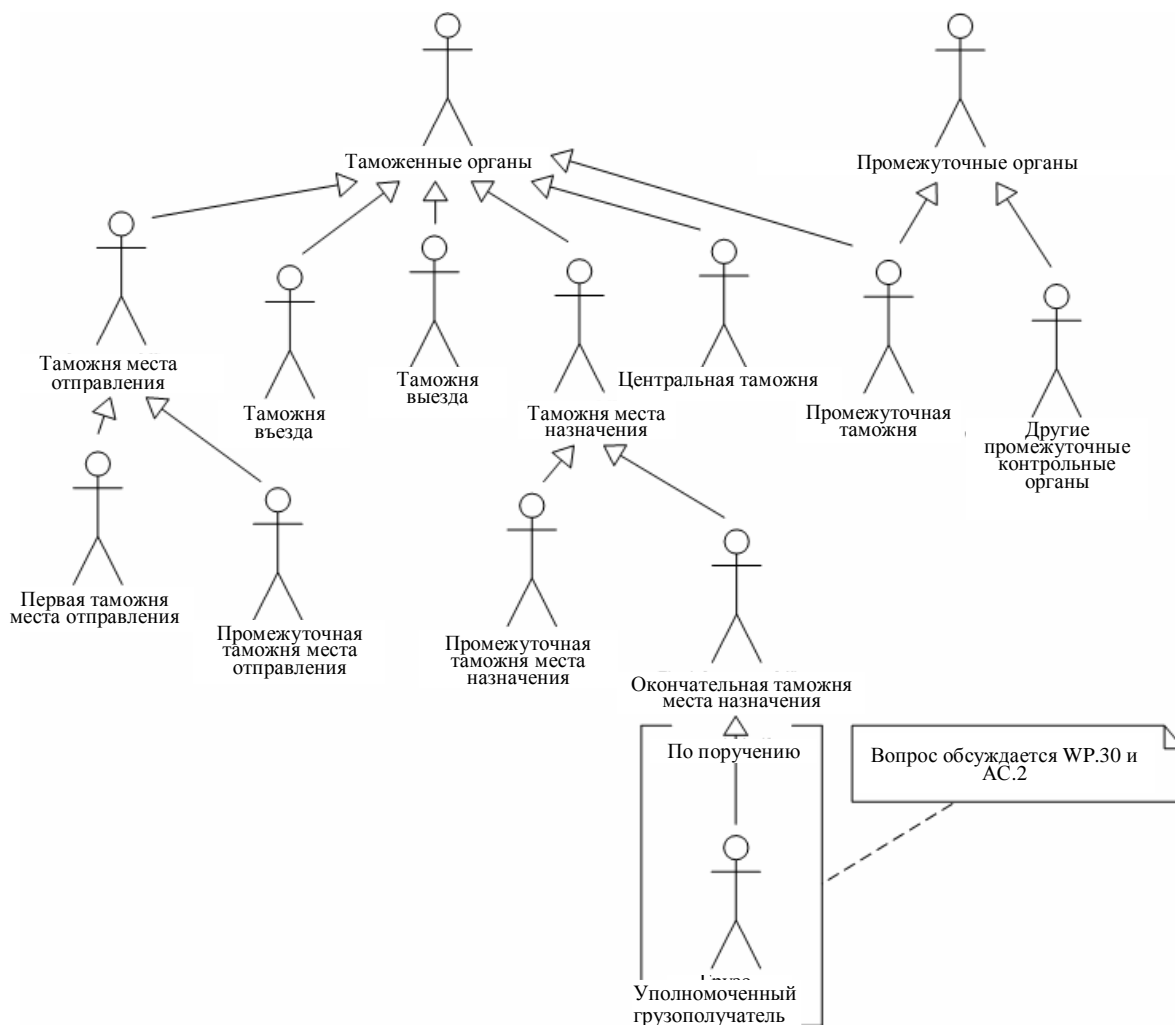 Таможенные органы
Промежуточные органы
Таможня места
отправления
Таможня
въезда
Таможня
выезда
Таможня места
назначения
Центральная таможня
Промежуточная
таможня
Другие
промежуточные
контрольные
органы
Первая таможня
места отправления
Промежуточная
таможня места
отправления
Промежуточная
таможня места
назначения
Окончательная таможня
места назначения
По поручению
Вопрос обсуждается WP.30 и
AC.2
Уполномоченный
грузополучатель